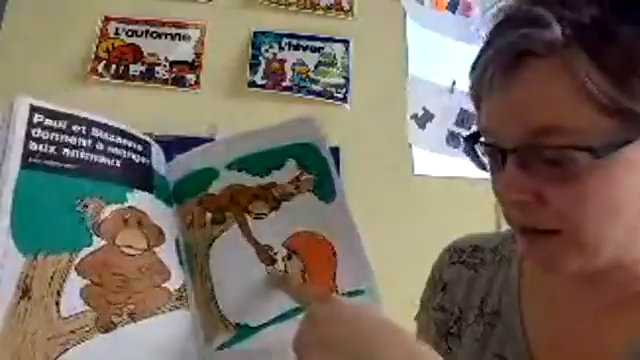 L'automne
L'hiver
Paul et Suzanne
donnent à manger
aux animaux